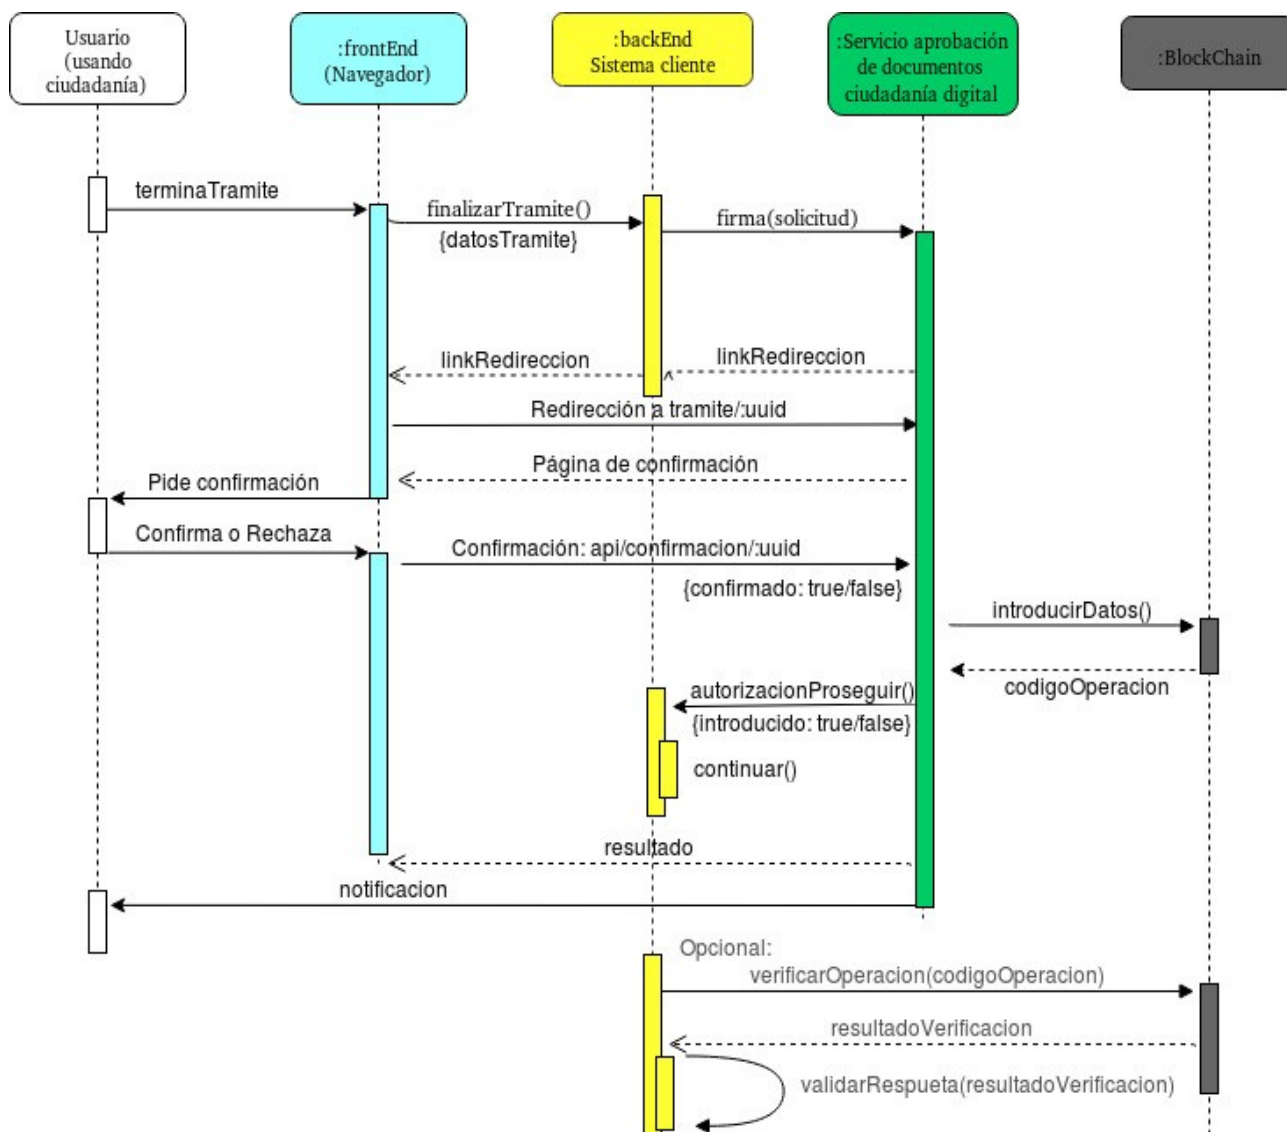 Usuario
(usando
ciudadanía)
:frontEnd
(Navegador)
:backEnd
Sistema cliente
:Servicio aprobación
de documentos
ciudadanía digital
:BlockChain
terminaTramite
finalizarTramite()
{datosTramite}
firma(solicitud)
linkRedireccion
linkRedireccion
Redirección a tramite/:uuid
Página de confirmación
Pide confirmación
Confirma o Rechaza
Confirmación: api/confirmacion/:uuid
{confirmado: true/false}
introducirDatos()
codigoOperacion
autorizacionProseguir()
{introducido: true/false}
continuar()
resultado
notificacion
Opcional:
verificarOperacion(codigoOperación)
resultadoVerificacion
validarRespueta(resultadoVerificacion)